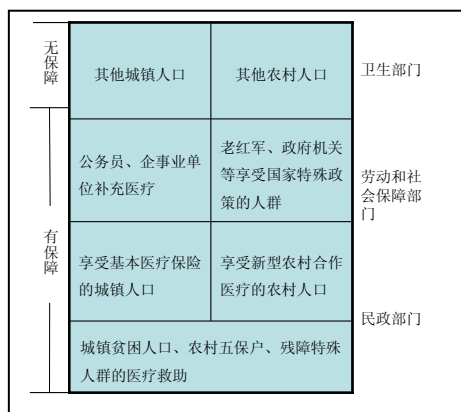 无保障
其他城镇人口
其他农村人口
卫生部门
有保障
公务员、企事业单
位补充医疗
老红军、政府机关
等享受国家特殊政
策的人群
劳动和社
会保障部
门
享受基本医疗保险
的城镇人口
享受新型农村合作
医疗的农村人口
民政部门
城镇贫困人口、农村五保户、残障特殊
人群的医疗救助